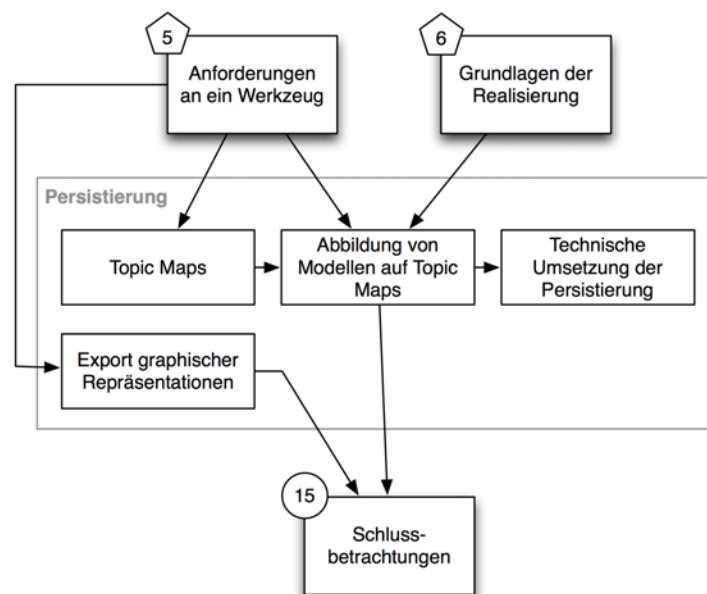 5
Anforderungen
an ein Werkzeug
6
Grundlagen der
Realisierung
Persistierung
Topic Maps
Abbildung von
Modellen auf Topic
Maps
Technische
Umsetzung der
Persistierung
Export graphischer
Repräsentationen
15
Schluss-
betrachtungen